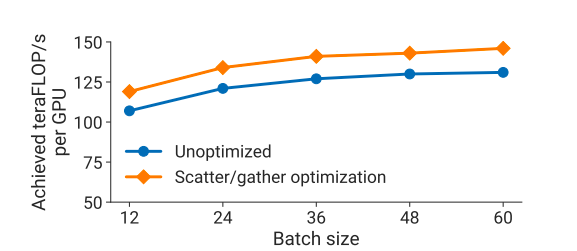 Achieved teraFLOP/s
per GPU
150
125
100
75
50
Unoptimized
Scatter/gather optimization
12 24 36 48 60
Batch size